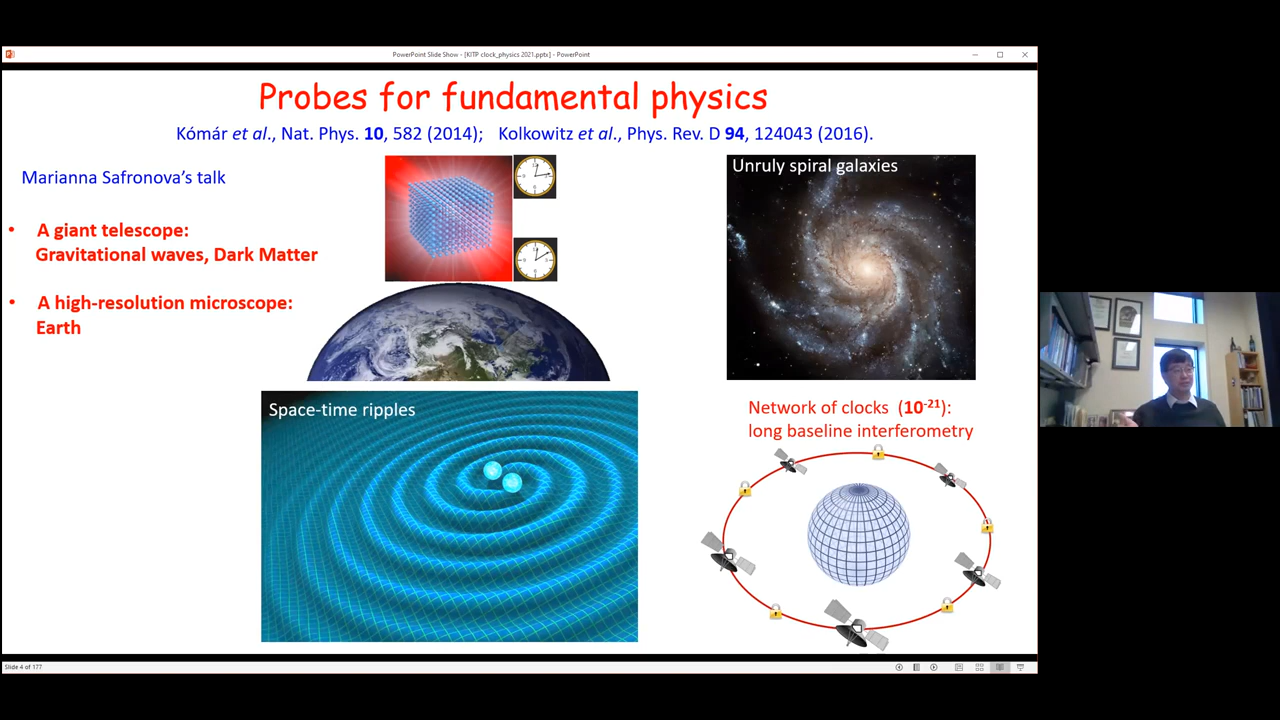 PowerPoint Slide Show - [KITP clock_physics 2021.pptx] - PowerPoint
Probes for fundamental physics
Kómár et al., Nat. Phys. 10, 582 (2014); Kolkowitz et al., Phys. Rev. D 94, 124043 (2016).
Marianna Safronova's talk
• A giant telescope:
Gravitational waves, Dark Matter
• A high-resolution microscope:
Earth
Unruly spiral galaxies
Space-time ripples
Network of clocks (10⁻²¹):
long baseline interferometry
Slide 4 of 177